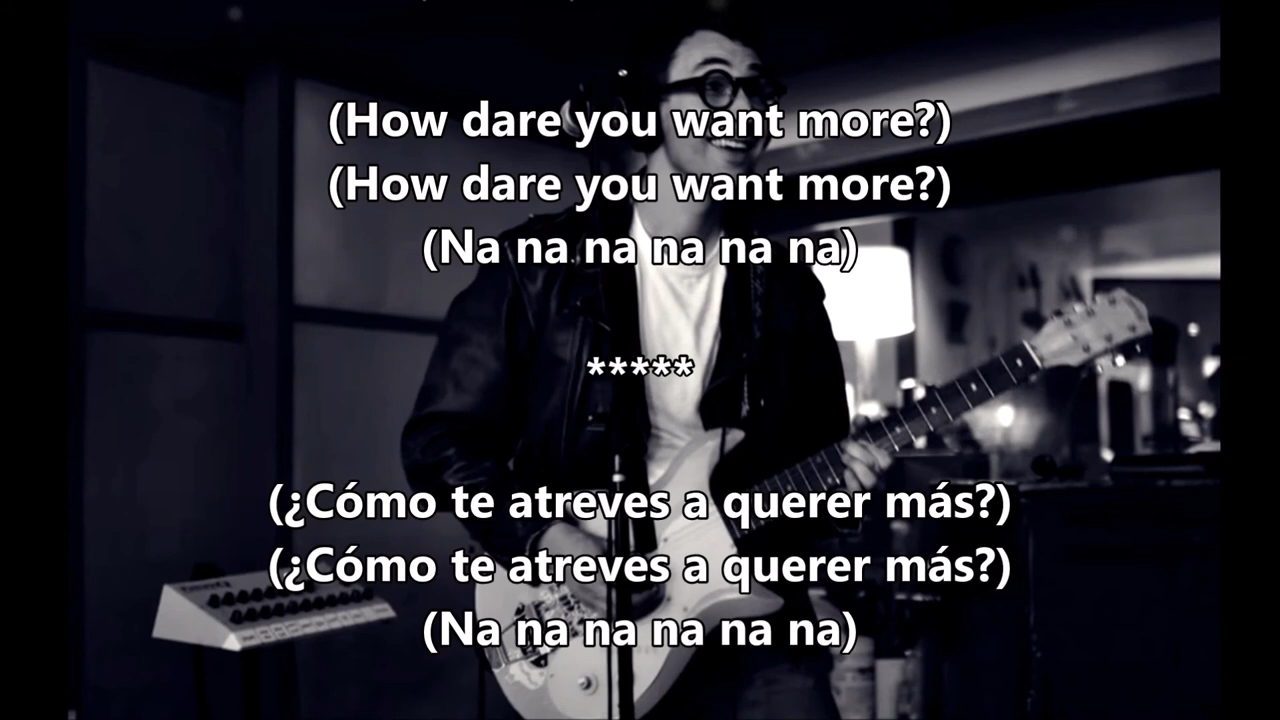 (How dare you want more?)
(How dare you want more?)
(Na na na na na na)
*****
(¿Cómo te atreves a querer más?)
(¿Cómo te atreves a querer más?)
(Na na na na na na)